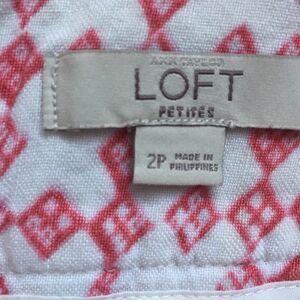 ANN TAYLOR
LOFT
PETITES
2P MADE IN
PHILIPPINES